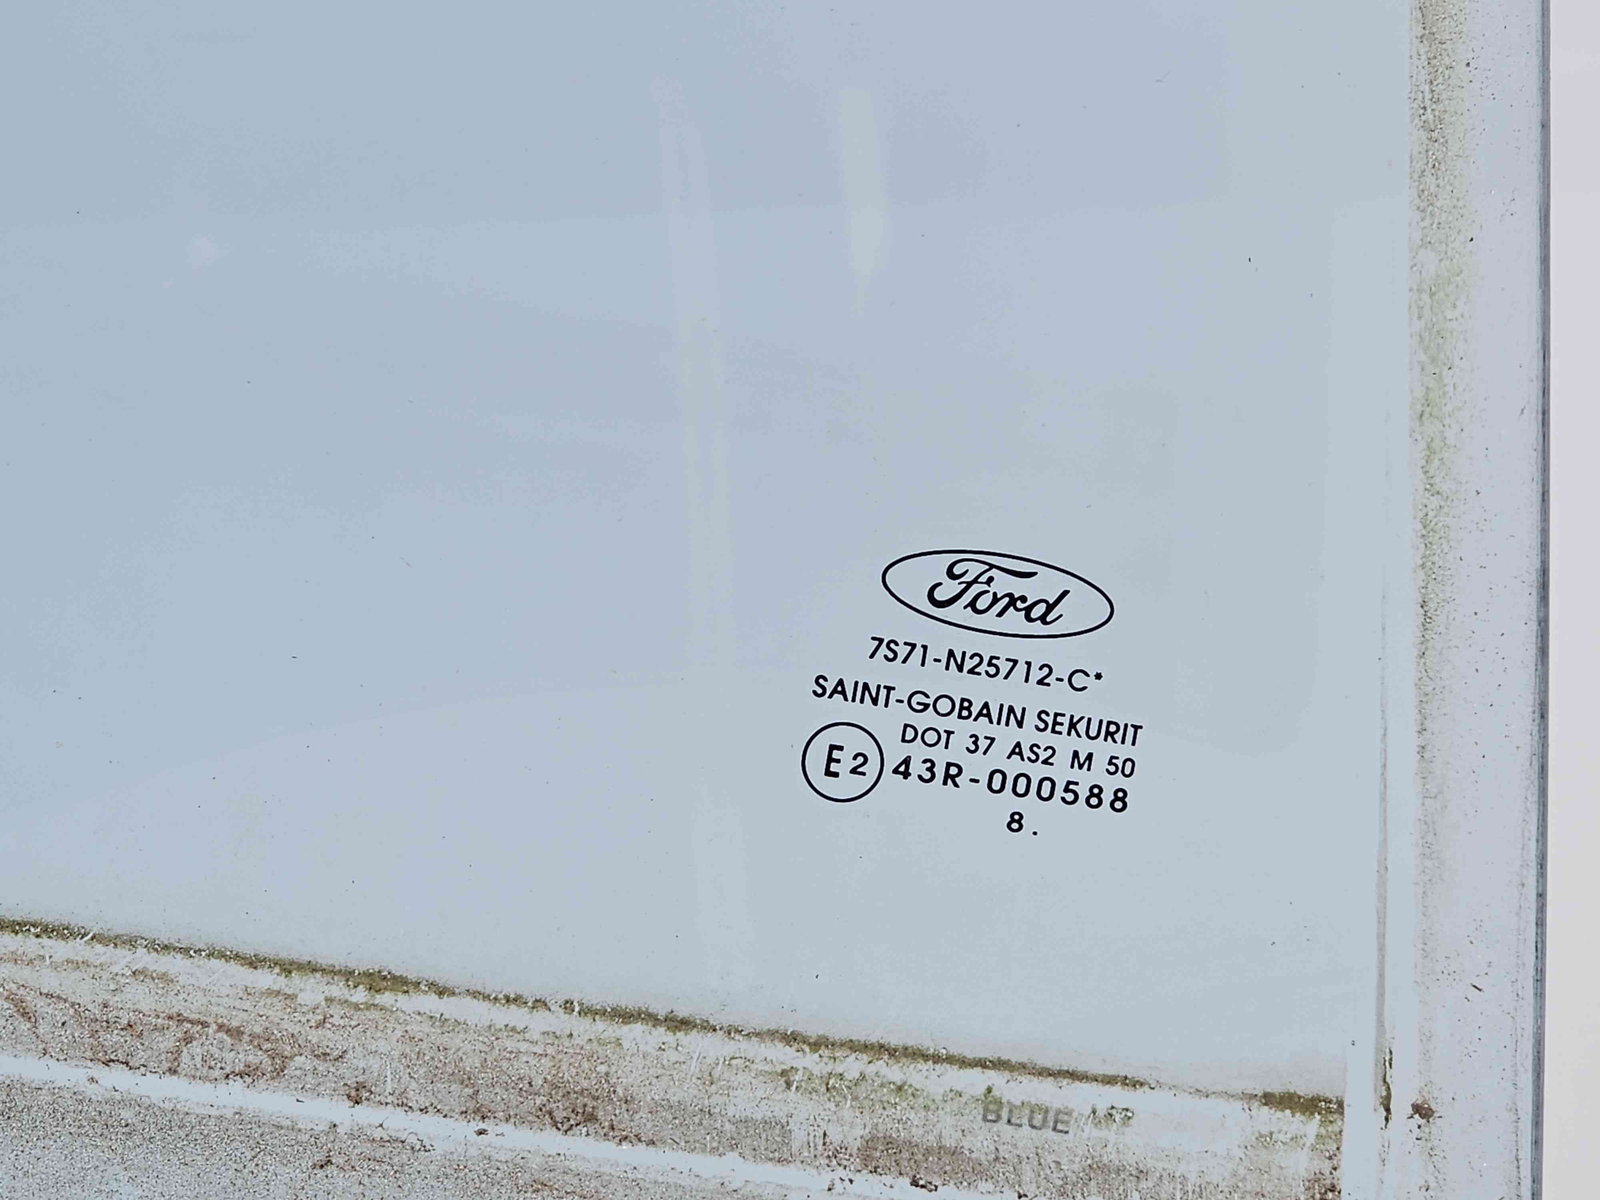 Ford
7S71-N25712-C*
SAINT-GOBAIN SEKURIT
DOT 37 AS2 M 50
E2 43R-000588
8.
BLUE